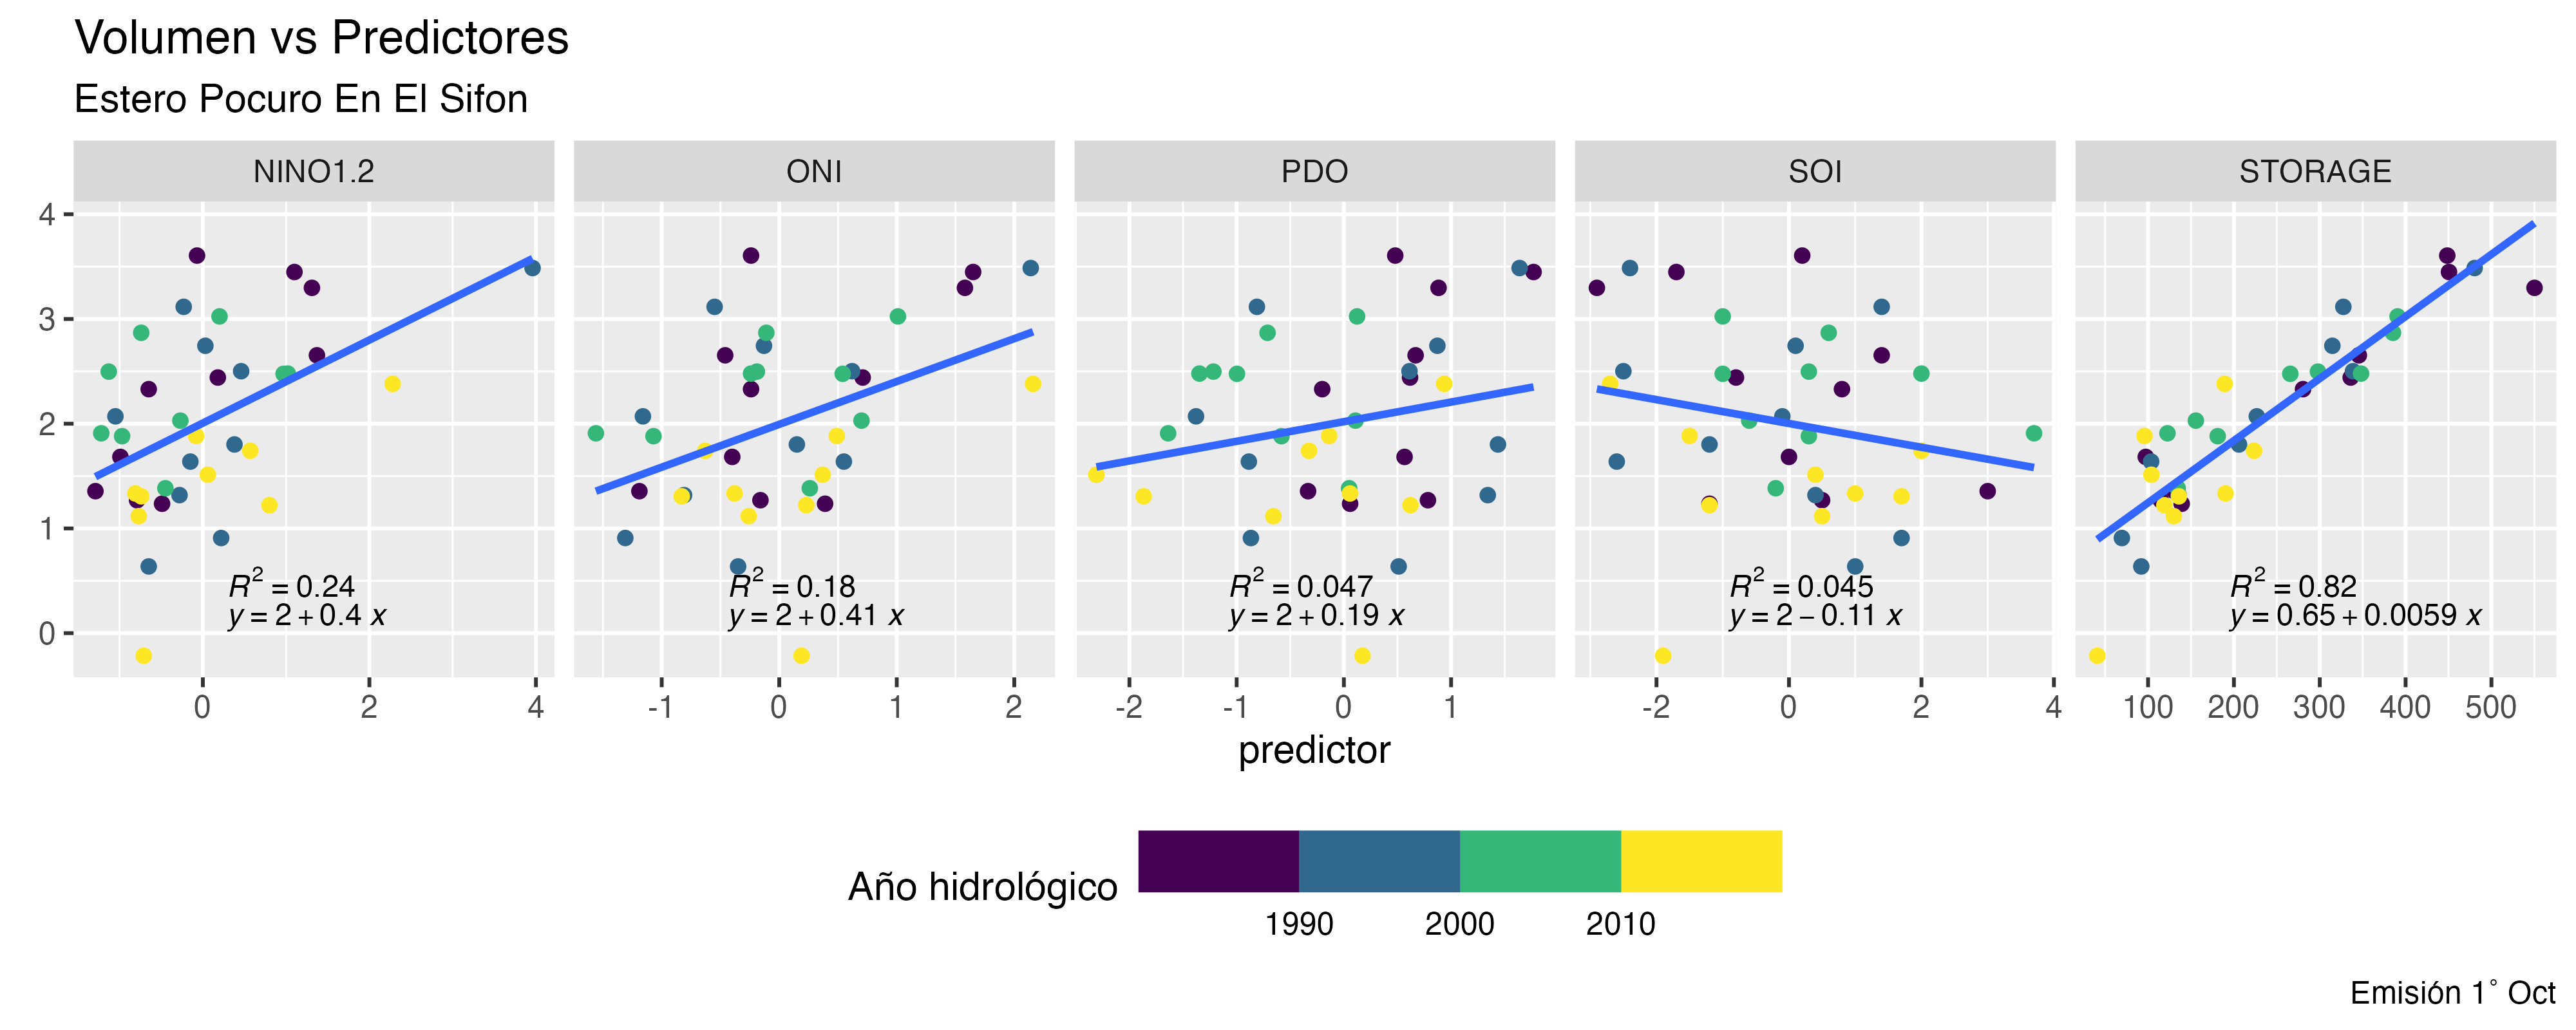 Volumen vs Predictores
Estero Pocuro En El Sifon
NINO1.2 ONI PDO SOI STORAGE
4
3
2
1
0
R² = 0.24 R² = 0.18 R² = 0.047 R² = 0.045 R² = 0.82
y = 2 + 0.4 x y = 2 + 0.41 x y = 2 + 0.19 x y = 2 − 0.11 x y = 0.65 + 0.0059 x
0 2 4 -1 0 1 2 -2 -1 0 1 -2 0 2 4 100 200 300 400 500
predictor
Año hidrológico
1990 2000 2010
Emisión 1° Oct